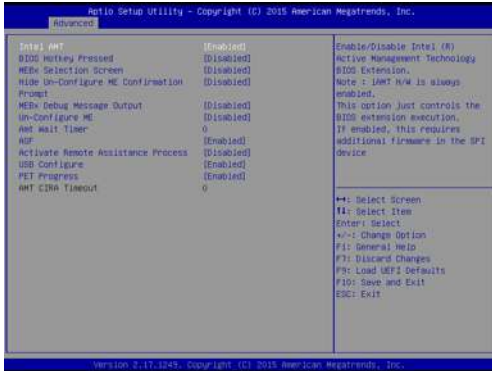 Aptio Setup Utility - Copyright (C) 2015 American Megatrends, Inc.
Advanced
Intel AMT [Enabled]
BIOS Hotkey Pressed [Disabled]
MEBx Selection Screen [Disabled]
Hide Un-Configure ME Confirmation [Disabled]
Prompt
MEBx Debug Message Output [Disabled]
Un-Configure ME [Disabled]
Amt Wait Timer 0
ASF [Enabled]
Activate Remote Assistance Process [Disabled]
USB Configure [Enabled]
PET Progress [Enabled]
AMT CIRA Timeout 0
Enable/Disable Intel (R)
Active Management Technology
BIOS Extension.
Note : iAMT H/W is always
enabled.
This option just controls the
BIOS extension execution.
If enabled, this requires
additional firmware in the SPI
device
↔: Select Screen
↑↓: Select Item
Enter: Select
+/-: Change Option
F1: General Help
F7: Discard Changes
F9: Load UEFI Defaults
F10: Save and Exit
ESC: Exit
Version 2.17.1249. Copyright (C) 2015 American Megatrends, Inc.